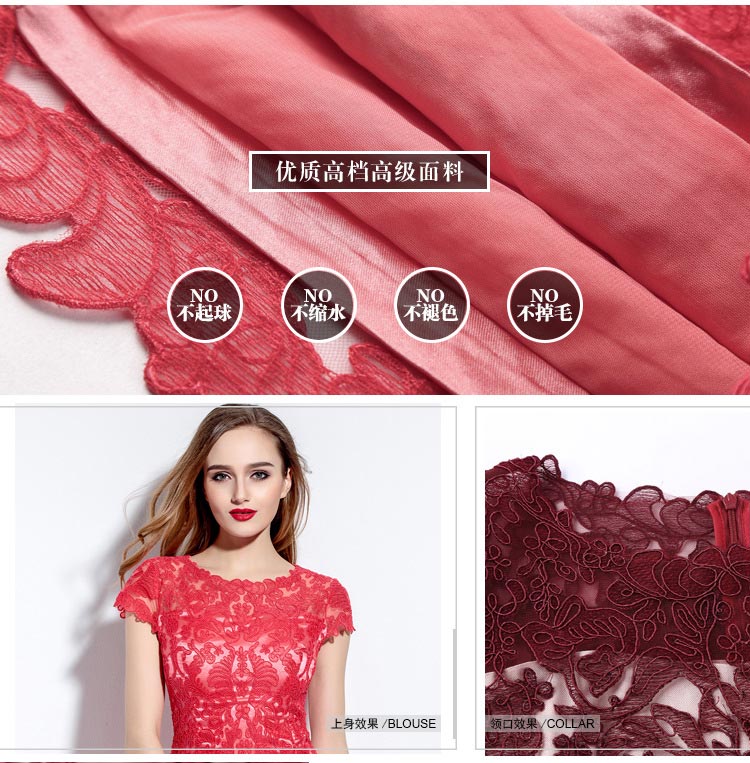 优质高档高级面料
NO
不起球
NO
不缩水
NO
不褪色
NO
不掉毛
上身效果 /BLOUSE
领口效果 /COLLAR